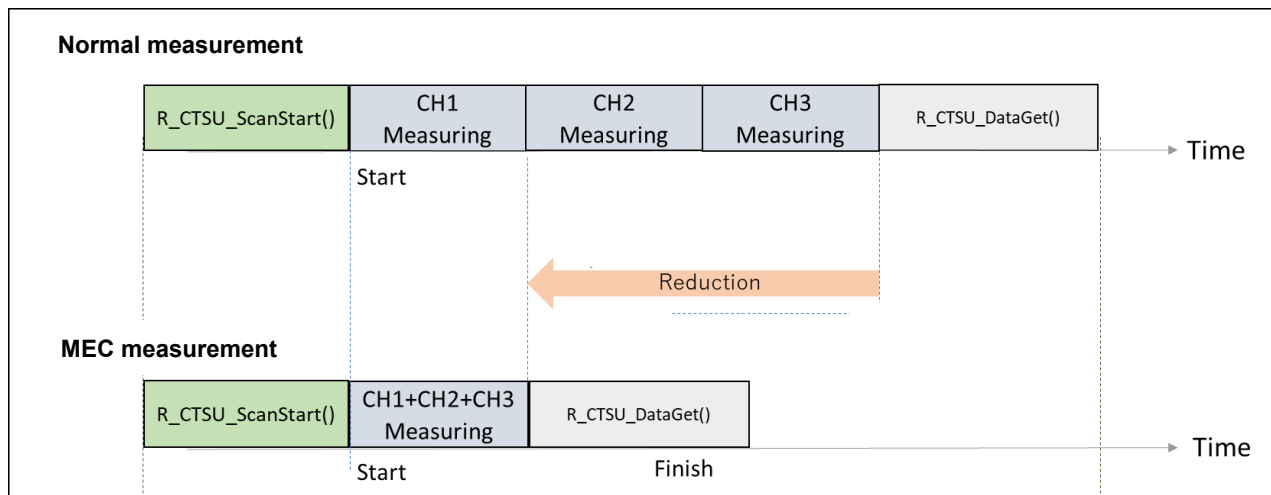 Normal measurement
R_CTSU_ScanStart()
CH1
Measuring
CH2
Measuring
CH3
Measuring
R_CTSU_DataGet()
Time
Start
Reduction
MEC measurement
R_CTSU_ScanStart()
CH1+CH2+CH3
Measuring
R_CTSU_DataGet()
Time
Start
Finish